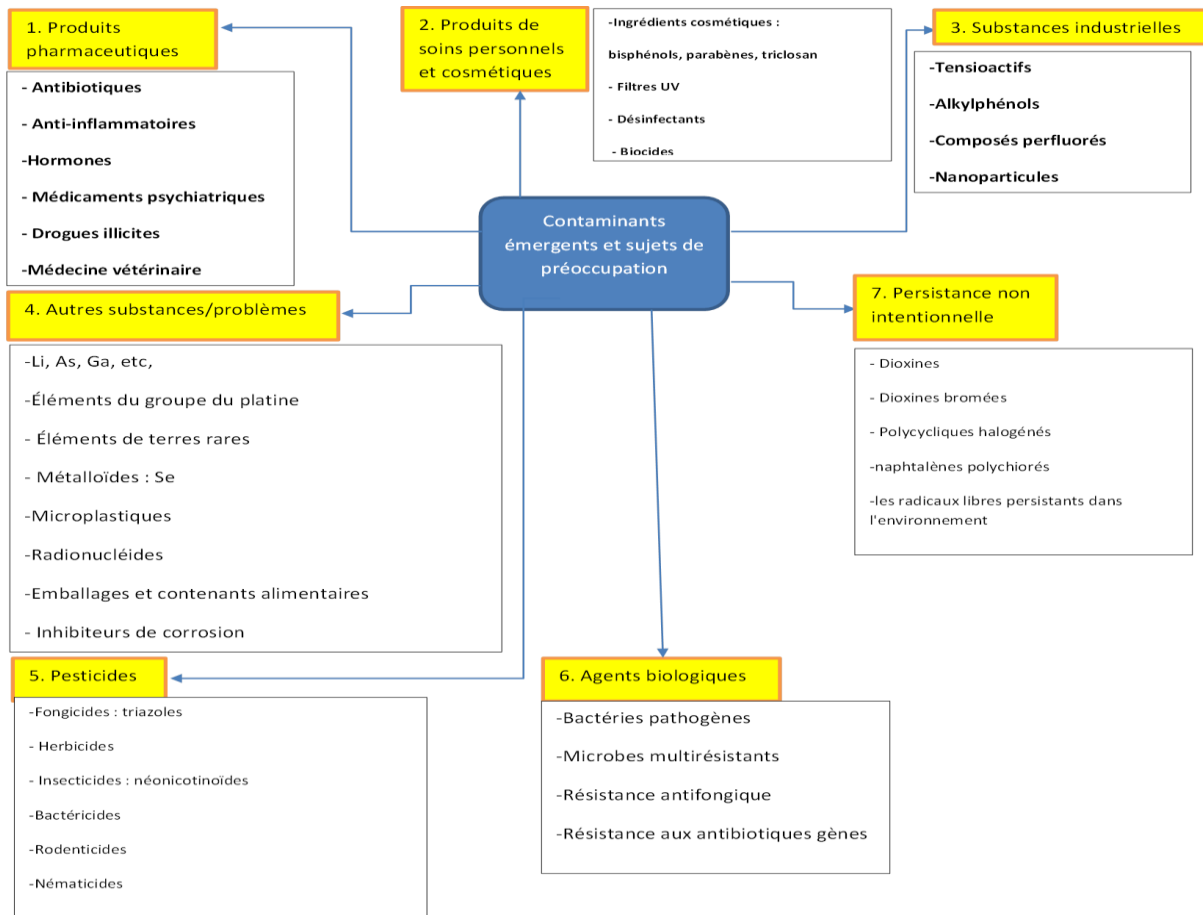 1. Produits
pharmaceutiques
- Antibiotiques
- Anti-inflammatoires
-Hormones
- Médicaments psychiatriques
- Drogues illicites
-Médecine vétérinaire
2. Produits de
soins personnels
et cosmétiques
-Ingrédients cosmétiques :
bisphénols, parabènes, triclosan
- Filtres UV
- Désinfectants
- Biocides
3. Substances industrielles
-Tensioactifs
-Alkylphénols
-Composés perfluorés
-Nanoparticules
Contaminants
émergents et sujets de
préoccupation
4. Autres substances/problèmes
-Li, As, Ga, etc,
-Éléments du groupe du platine
- Éléments de terres rares
- Métalloïdes : Se
-Microplastiques
-Radionucléides
-Emballages et contenants alimentaires
- Inhibiteurs de corrosion
7. Persistance non
intentionnelle
- Dioxines
- Dioxines bromées
- Polycycliques halogénés
-naphtalènes polychiorés
-les radicaux libres persistants dans
l'environnement
5. Pesticides
-Fongicides : triazoles
- Herbicides
- Insecticides : néonicotinoïdes
-Bactéricides
-Rodenticides
-Nématicides
6. Agents biologiques
-Bactéries pathogènes
-Microbes multirésistants
-Résistance antifongique
-Résistance aux antibiotiques gènes